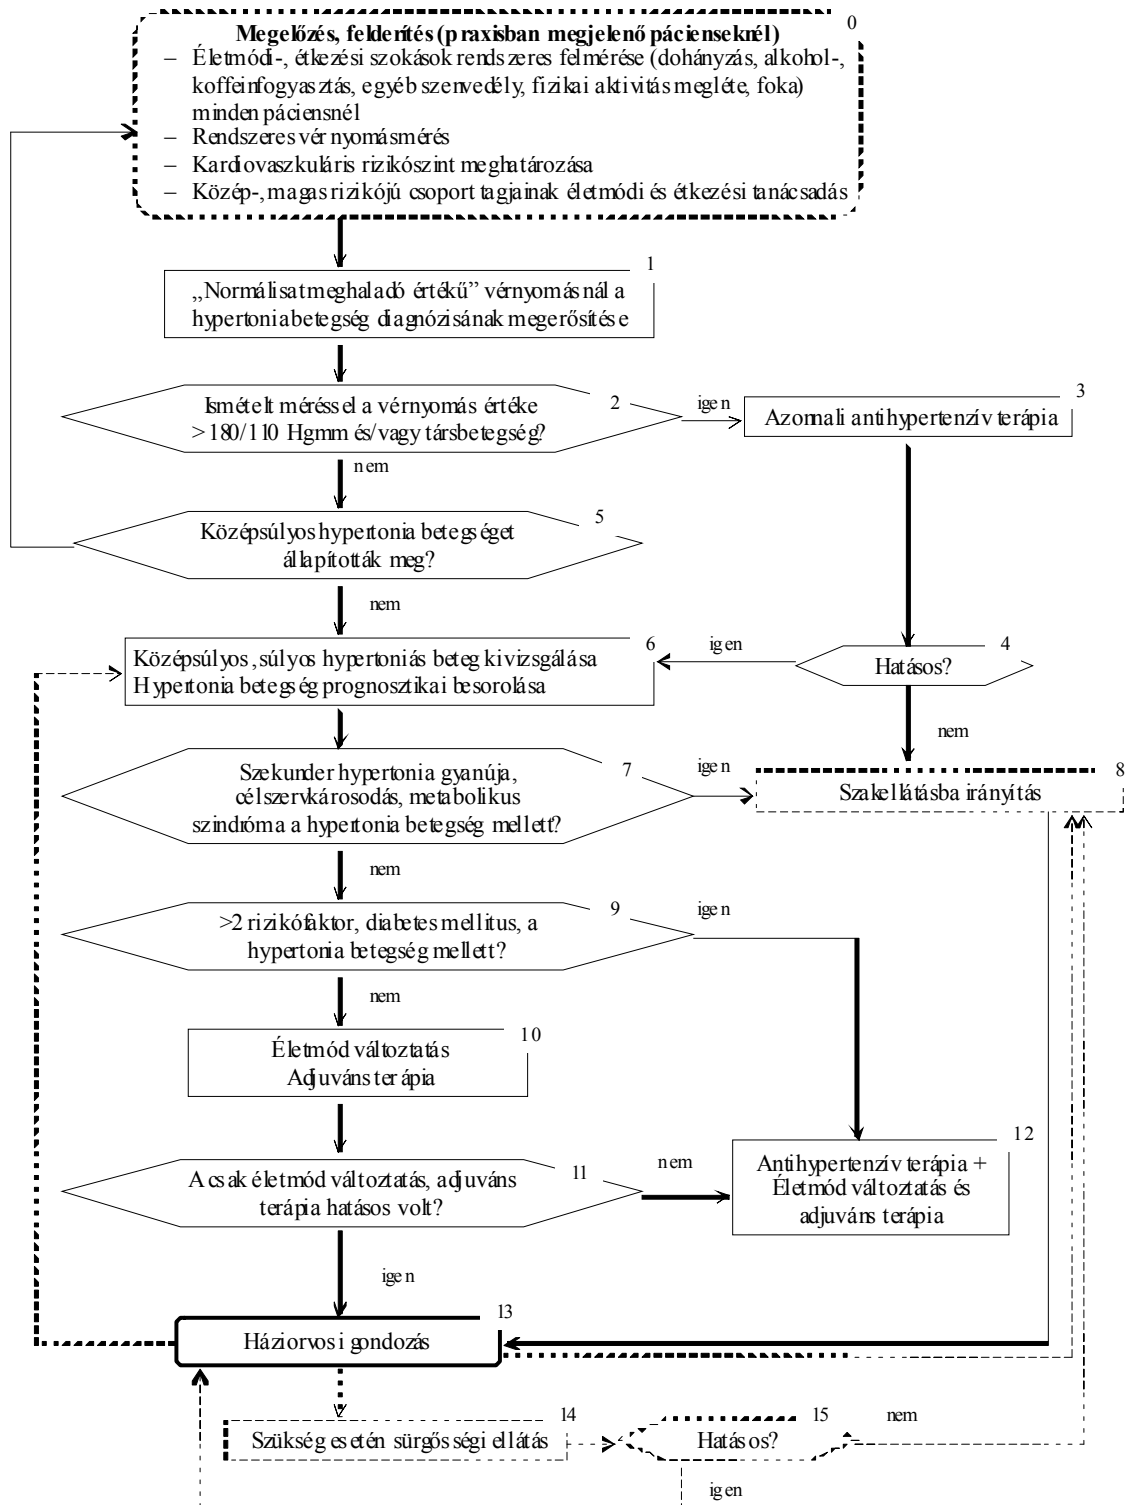 0
Megelőzés, felderítés (praxisban megjelenő pácienseknél)
– Életmódi-, étkezési szokások rendszeres felmérése (dohányzás, alkohol-,
koffeinfogyasztás, egyéb szenvedély, fizikai aktivitás megléte, foka)
minden páciensnél
– Rendszeres vérnyomásmérés
– Kardiovaszkuláris rizikószint meghatározása
– Közép-, magas rizikójú csoport tagjainak életmódi és étkezési tanácsadás
1
„Normálisat meghaladó értékű” vérnyomásnál a
hypertonia betegség diagnózisának megerősítése
Ismételt méréssel a vérnyomás értéke
>180/110 Hgmm és/vagy társbetegség?
2
igen
3
Azonnali antihypertenzív terápia
nem
5
Középsúlyos hypertonia betegséget
állapították meg?
nem
6
Középsúlyos, súlyos hypertoniás beteg kivizsgálása
Hypertonia betegség prognosztikai besorolása
igen
4
Hatásos?
nem
Szekunder hypertonia gyanúja,
célszervkárosodás, metabolikus
szindróma a hypertonia betegség mellett?
7
igen
8
Szakellátásba irányítás
nem
>2 rizikófaktor, diabetes mellitus, a
hypertonia betegség mellett?
9
igen
nem
10
Életmód változtatás
Adjuváns terápia
A csak életmód változtatás, adjuváns
terápia hatásos volt?
11
nem
12
Antihypertenzív terápia +
Életmód változtatás és
adjuváns terápia
igen
13
Háziorvosi gondozás
14
Szükség esetén sürgősségi ellátás
15
Hatásos?
nem
igen